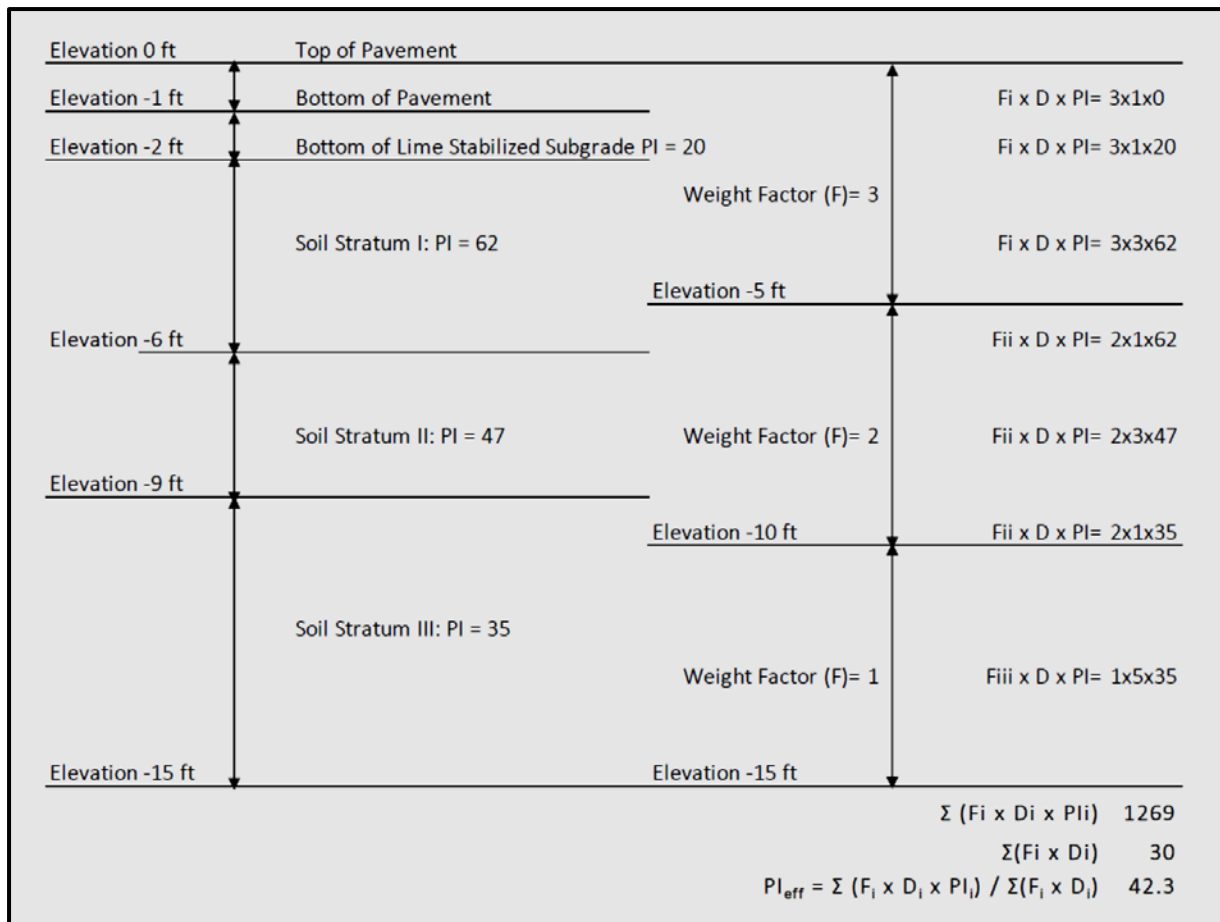 Elevation 0 ft Top of Pavement
Elevation -1 ft Bottom of Pavement Fi x D x PI= 3x1x0
Elevation -2 ft Bottom of Lime Stabilized Subgrade PI = 20 Fi x D x PI= 3x1x20
Weight Factor (F)= 3
Soil Stratum I: PI = 62 Fi x D x PI= 3x3x62
Elevation -5 ft
Elevation -6 ft Fii x D x PI= 2x1x62
Soil Stratum II: PI = 47 Weight Factor (F)= 2 Fii x D x PI= 2x3x47
Elevation -9 ft
Elevation -10 ft Fii x D x PI= 2x1x35
Soil Stratum III: PI = 35
Weight Factor (F)= 1 Fiii x D x PI= 1x5x35
Elevation -15 ft Elevation -15 ft
Σ (Fi x Di x PIi) 1269
Σ(Fi x Di) 30
PIeff = Σ (Fi x Di x PIi) / Σ(Fi x Di) 42.3